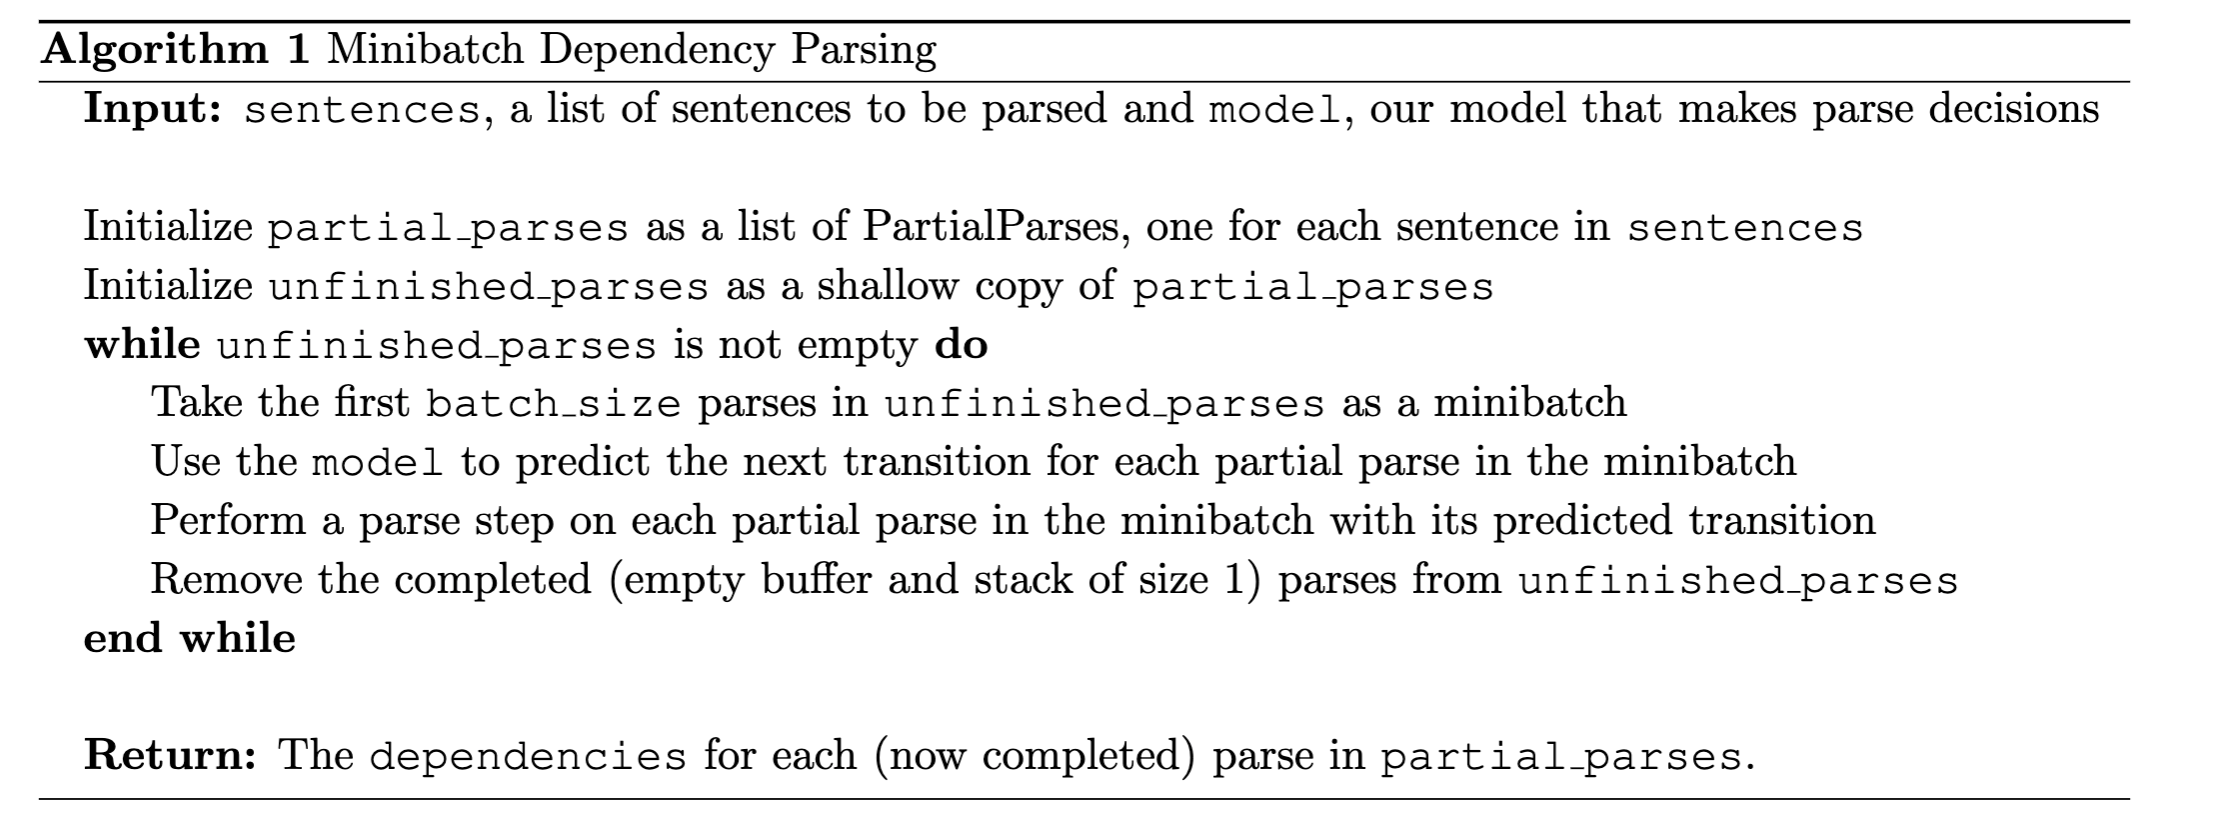 Algorithm 1 Minibatch Dependency Parsing
Input: sentences, a list of sentences to be parsed and model, our model that makes parse decisions
Initialize partial_parses as a list of PartialParses, one for each sentence in sentences
Initialize unfinished_parses as a shallow copy of partial_parses
while unfinished_parses is not empty do
Take the first batch_size parses in unfinished_parses as a minibatch
Use the model to predict the next transition for each partial parse in the minibatch
Perform a parse step on each partial parse in the minibatch with its predicted transition
Remove the completed (empty buffer and stack of size 1) parses from unfinished_parses
end while
Return: The dependencies for each (now completed) parse in partial_parses.